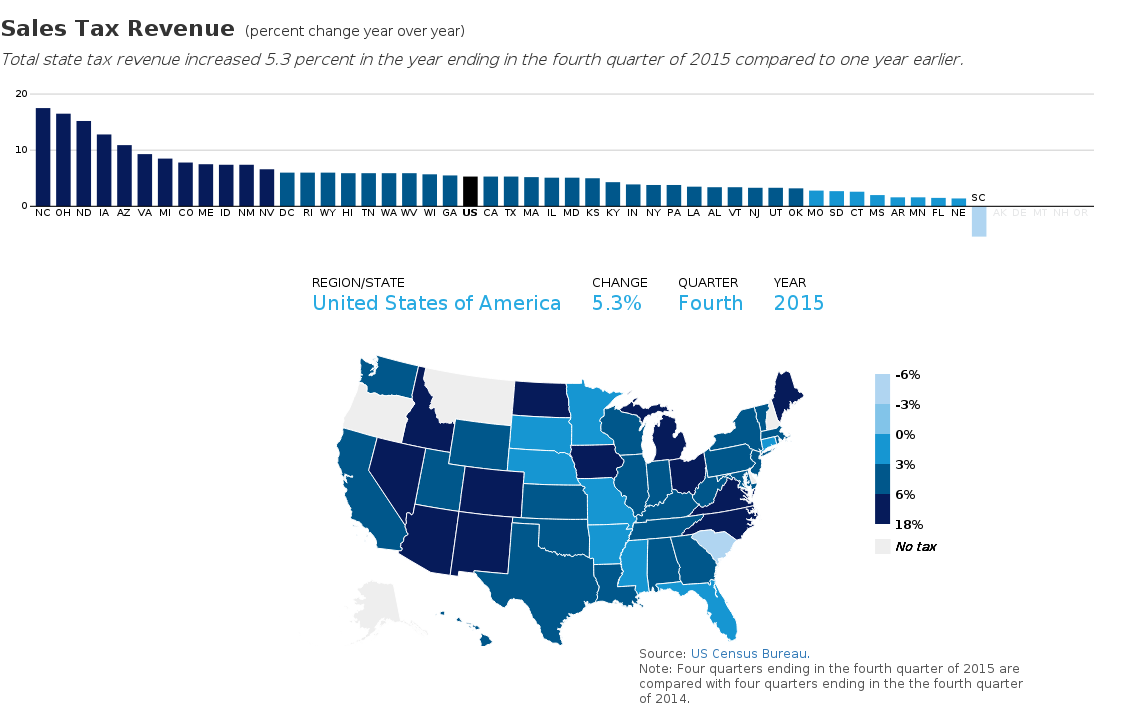 Sales Tax Revenue (percent change year over year)
Total state tax revenue increased 5.3 percent in the year ending in the fourth quarter of 2015 compared to one year earlier.
20
10
0
SC
NC OH ND IA AZ VA MI CO ME ID NM NV DC RI WY HI TN WA WV WI GA US CA TX MA IL MD KS KY IN NY PA LA AL VT NJ UT OK MO SD CT MS AR MN FL NE AK DE MT NH OR
REGION/STATE CHANGE QUARTER YEAR
United States of America 5.3% Fourth 2015
-6%
-3%
0%
3%
6%
18%
No tax
Source: US Census Bureau.
Note: Four quarters ending in the fourth quarter of 2015 are
compared with four quarters ending in the the fourth quarter
of 2014.